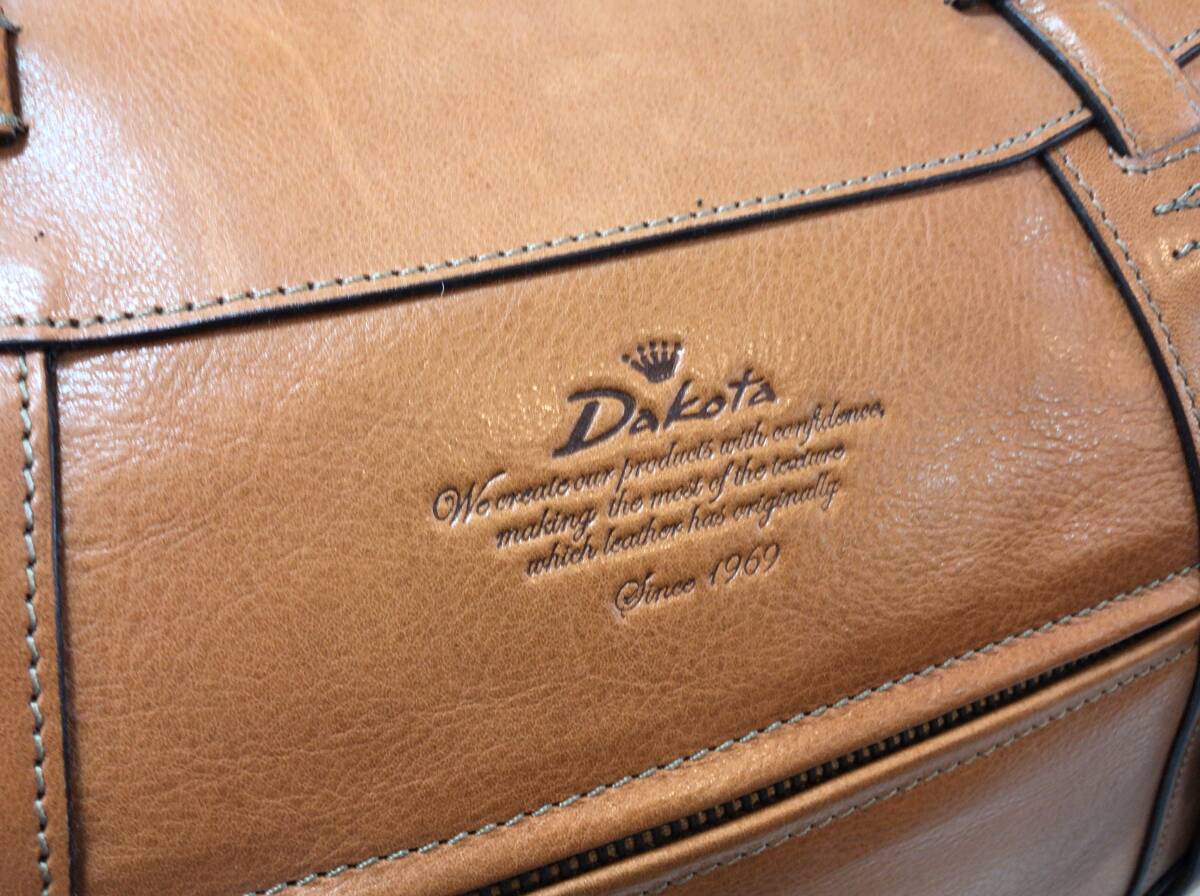 Dakota
We create our products with confidence,
making the most of the texture
which leather has originally
Since 1969